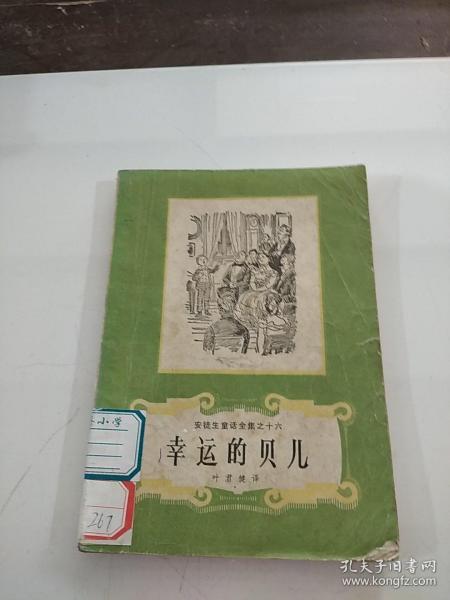 安徒生童话全集之十六
幸运的贝儿
叶君健译
小学
267
孔夫子旧书网
www.kongfz.com